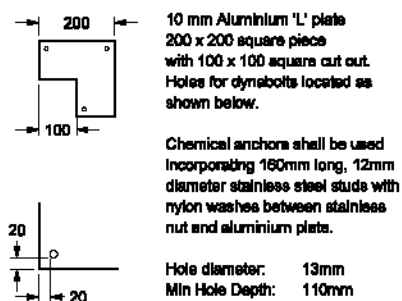 200
100
20
20
10 mm Aluminium 'L' plate
200 x 200 square piece
with 100 x 100 square cut out.
Holes for dynabolts located as
shown below.
Chemical anchors shall be used
incorporating 160mm long, 12mm
diameter stainless steel studs with
nylon washes between stainless
nut and aluminium plate.
Hole diameter: 13mm
Min Hole Depth: 110mm